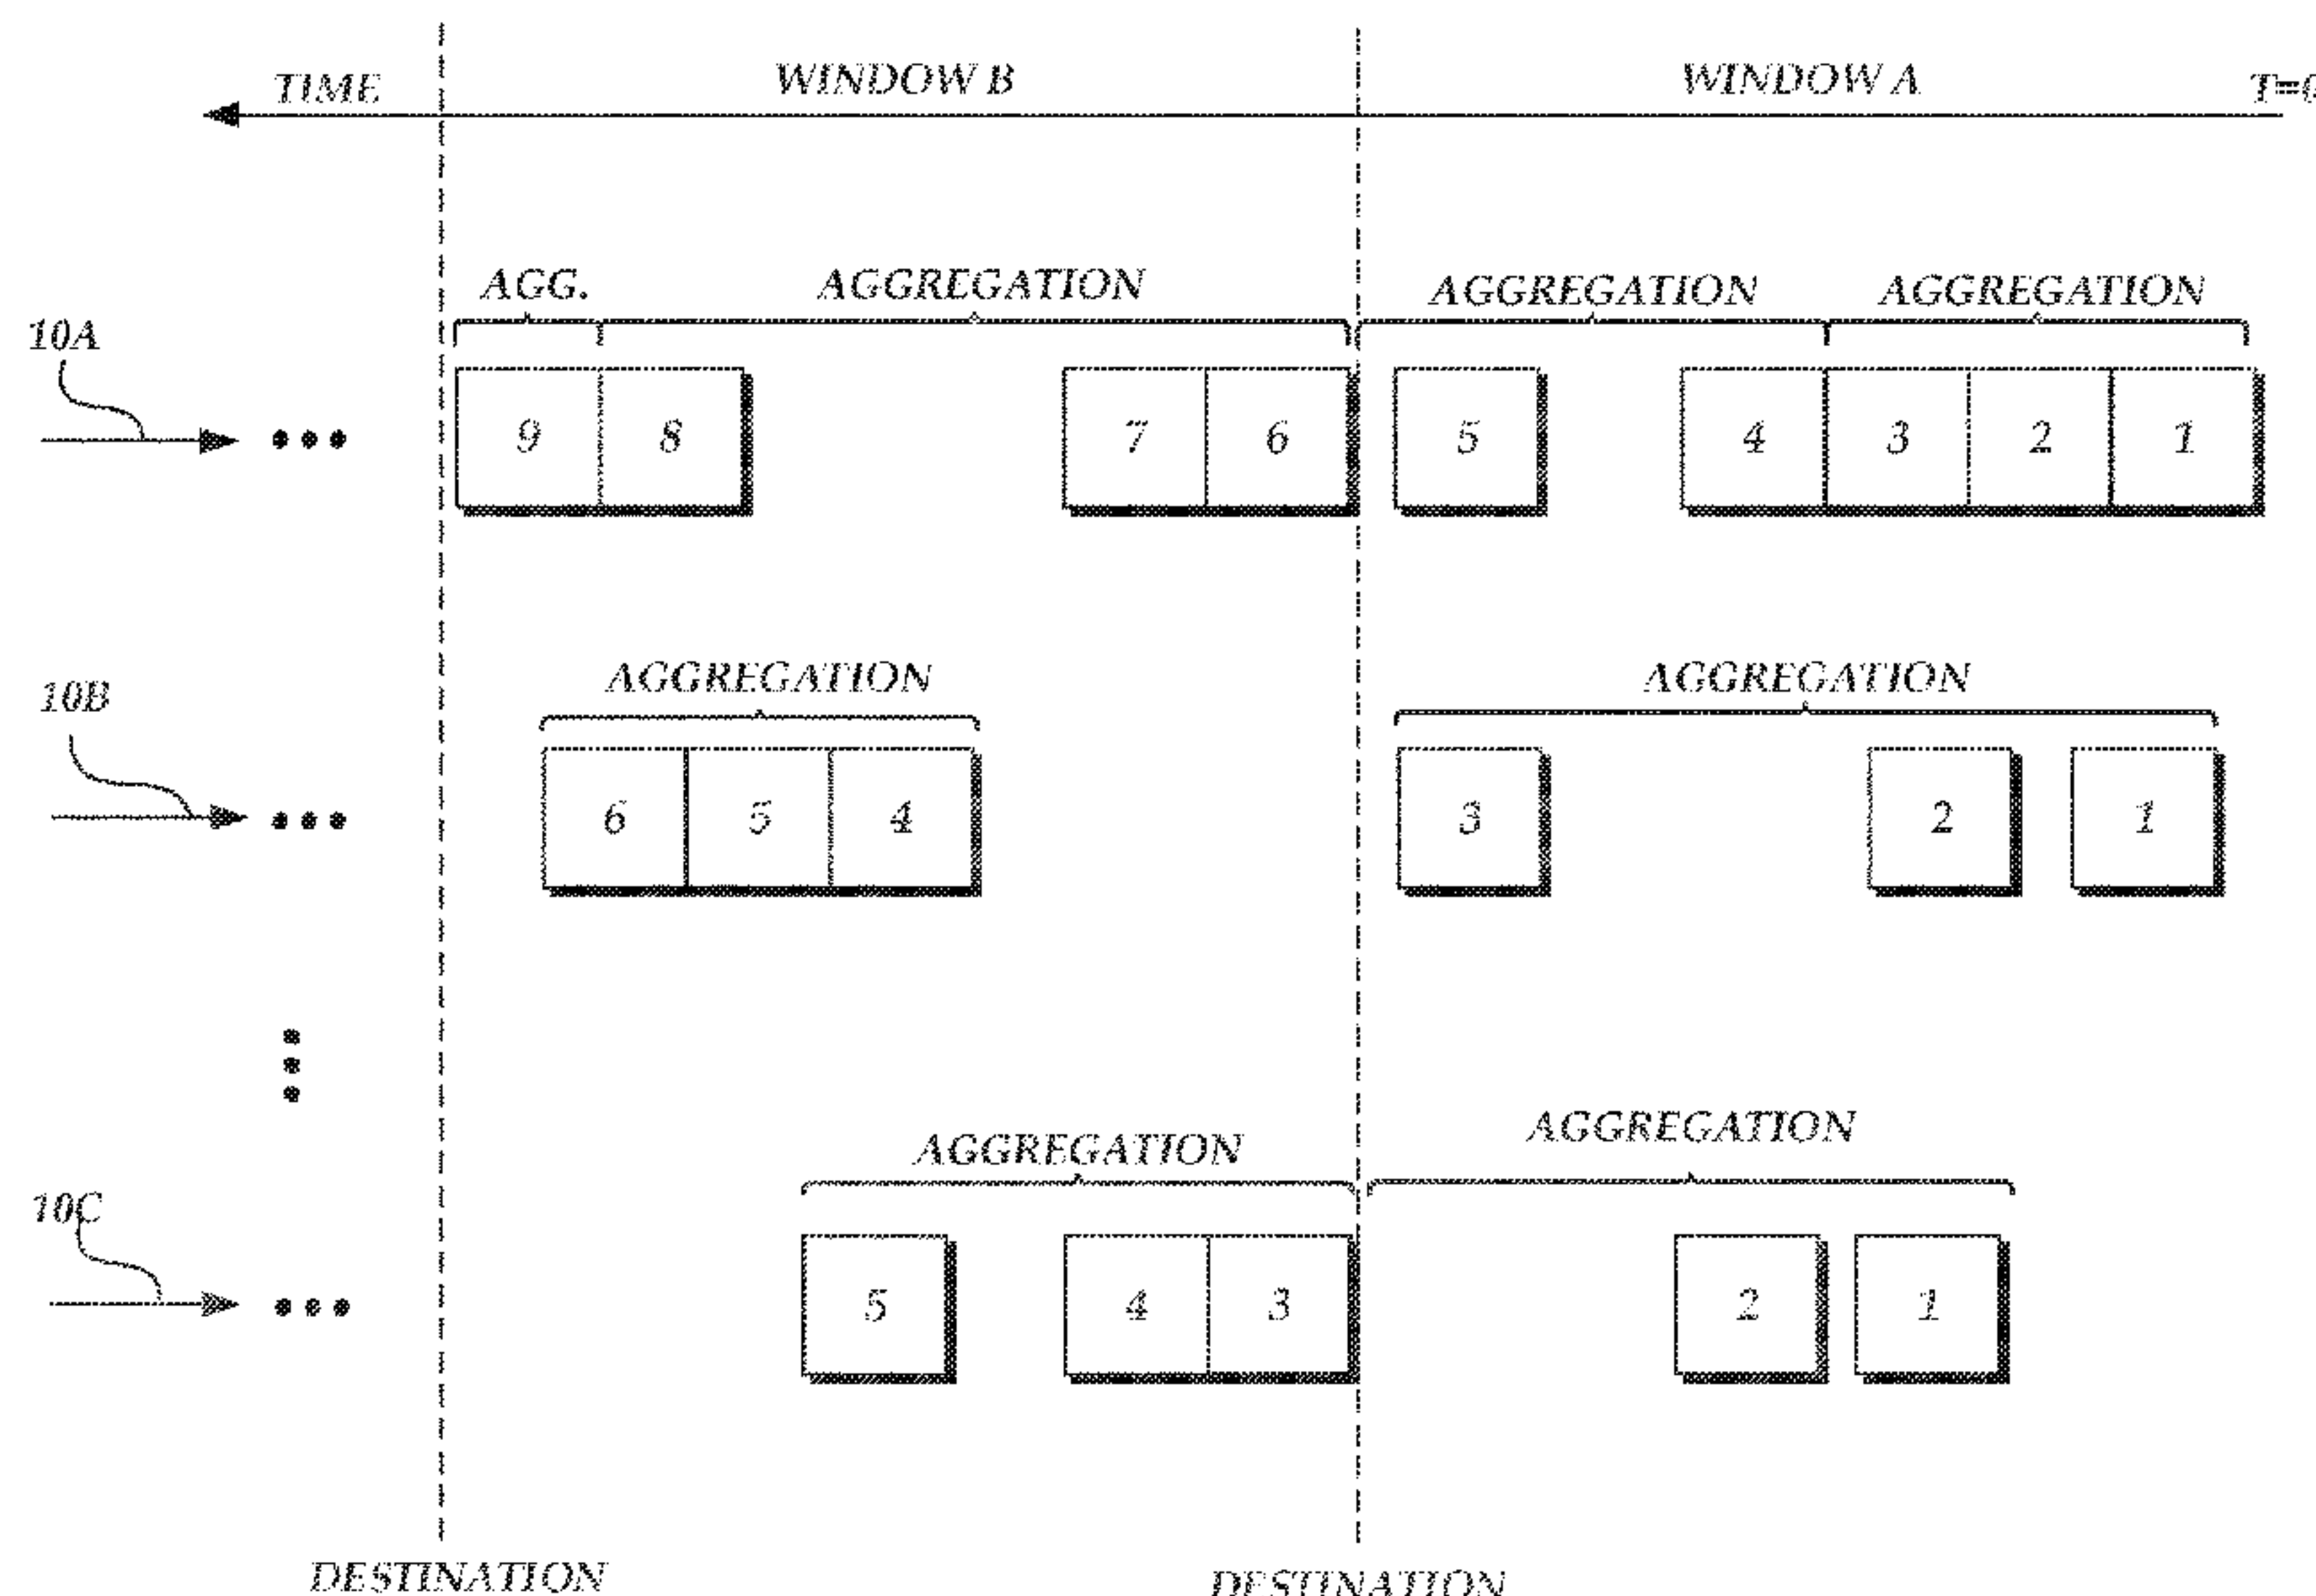 TIME WINDOW B WINDOW A T=0
AGG. AGGREGATION AGGREGATION AGGREGATION
10A
9 8 7 6 5 4 3 2 1
AGGREGATION AGGREGATION
10B
6 5 4 3 2 1
AGGREGATION AGGREGATION
10C
5 4 3 2 1
DESTINATION DESTINATION